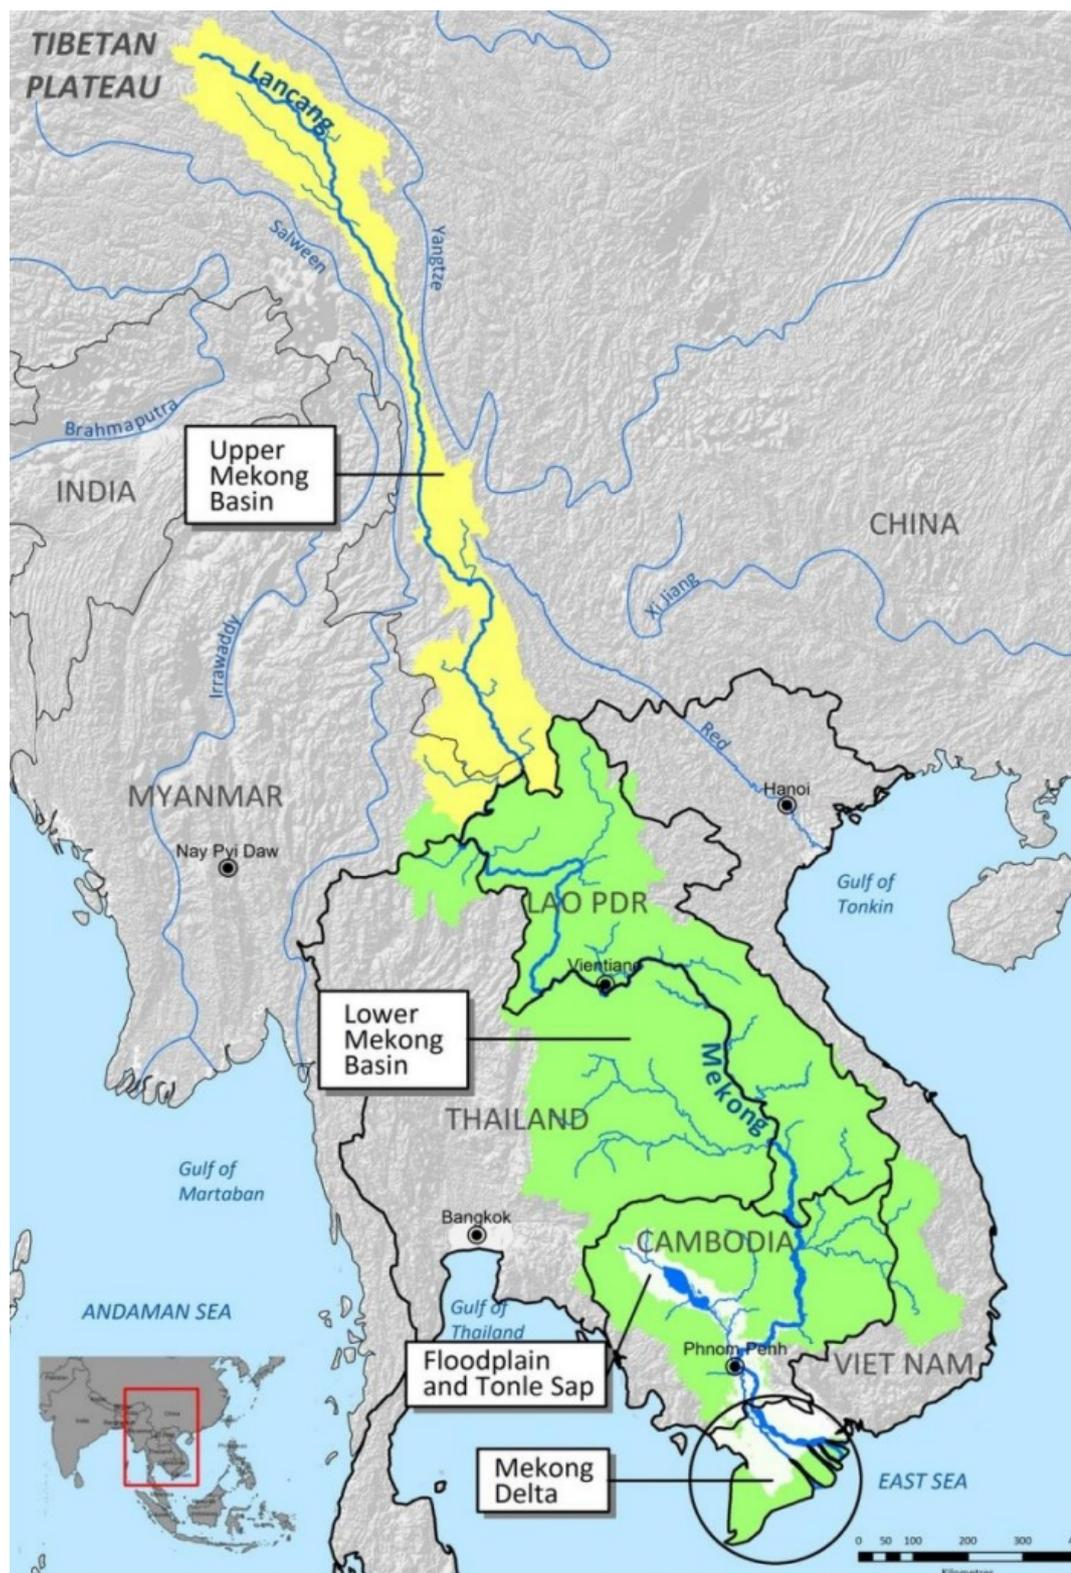 TIBETAN
PLATEAU
Lancang
Salween
Yangtze
Brahmaputra
Upper
Mekong
Basin
INDIA
CHINA
Xi Jiang
Irrawaddy
Red
Hanoi
MYANMAR
Nay Pyi Daw
Gulf of
Tonkin
LAO PDR
Vientiane
Lower
Mekong
Basin
Mekong
THAILAND
Gulf of
Martaban
Bangkok
CAMBODIA
ANDAMAN SEA
Gulf of
Thailand
Phnom Penh
Floodplain
and Tonle Sap
VIET NAM
Mekong
Delta
EAST SEA
India
China
0 50 100 200 300
Kilometres